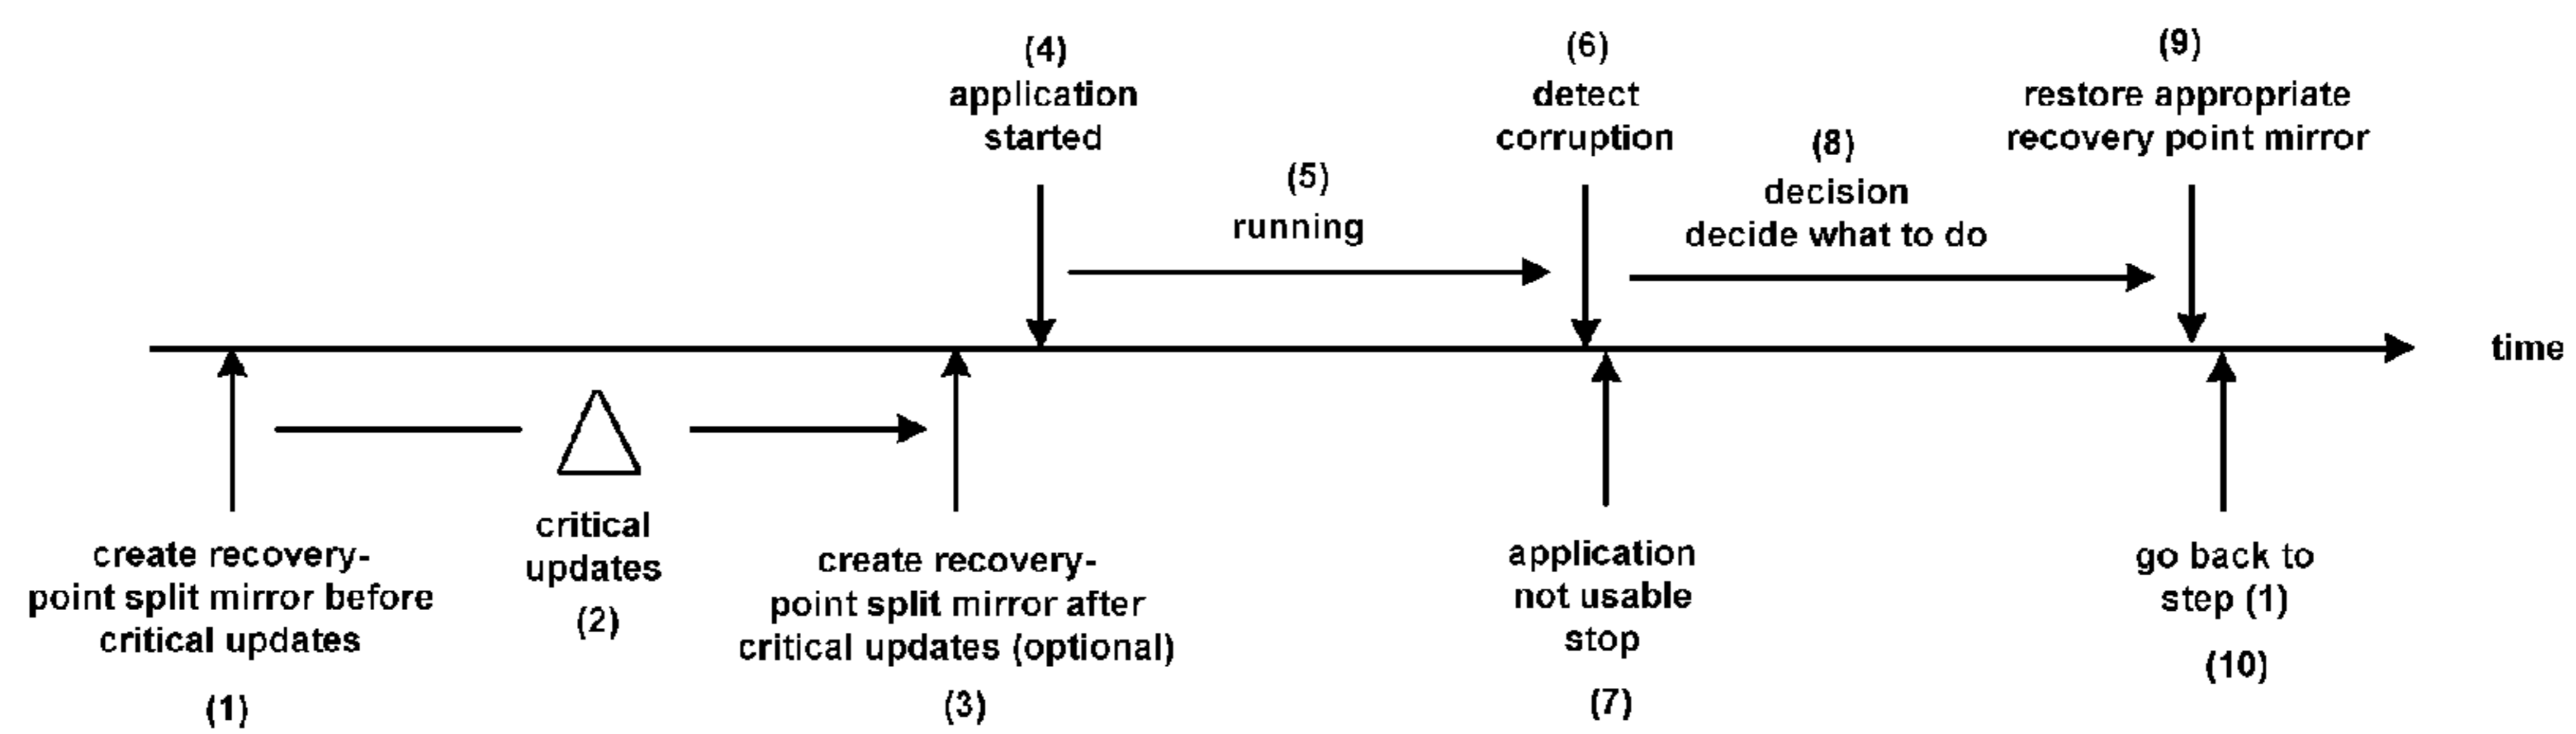 (4)
application
started
(5)
running
(6)
detect
corruption
(8)
decision
decide what to do
(9)
restore appropriate
recovery point mirror
time
create recovery-
point split mirror before
critical updates
(1)
critical
updates
(2)
create recovery-
point split mirror after
critical updates (optional)
(3)
application
not usable
stop
(7)
go back to
step (1)
(10)